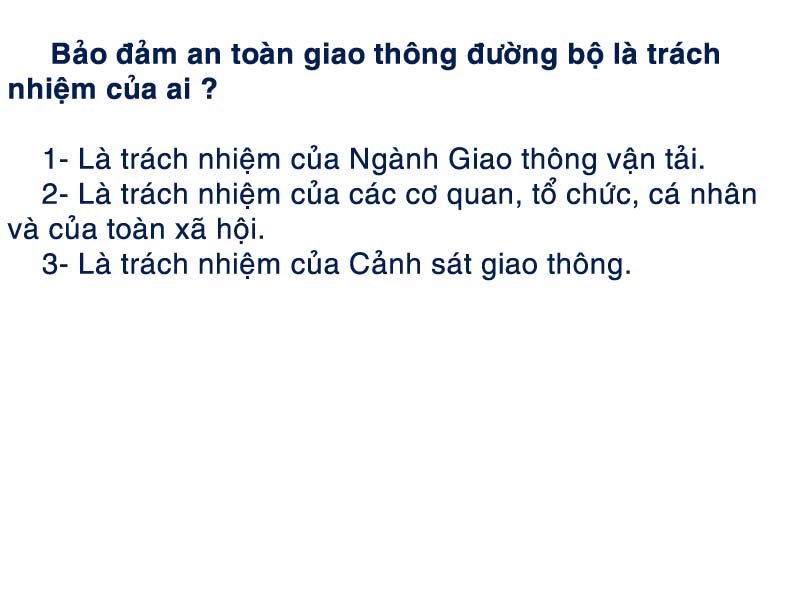 Bảo đảm an toàn giao thông đường bộ là trách
nhiệm của ai ?
1- Là trách nhiệm của Ngành Giao thông vận tải.
2- Là trách nhiệm của các cơ quan, tổ chức, cá nhân
và của toàn xã hội.
3- Là trách nhiệm của Cảnh sát giao thông.